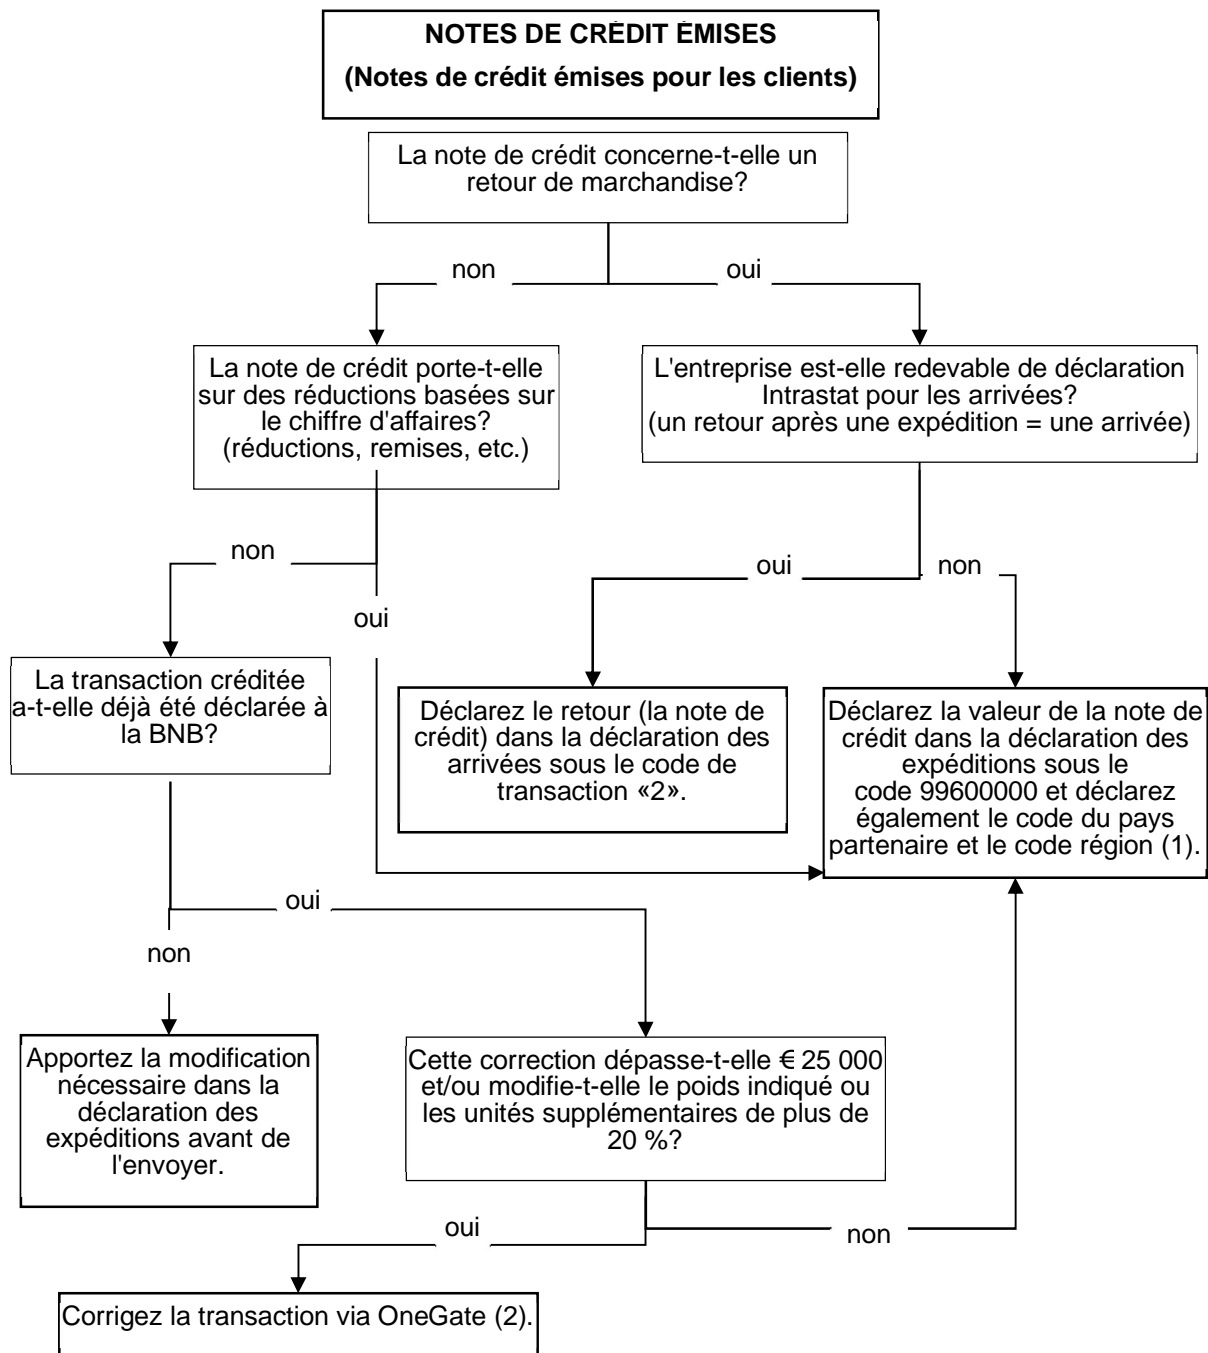 NOTES DE CRÉDIT ÉMISES
(Notes de crédit émises pour les clients)
La note de crédit concerne-t-elle un
retour de marchandise?
non
oui
La note de crédit porte-t-elle
sur des réductions basées sur
le chiffre d'affaires?
(réductions, remises, etc.)
L'entreprise est-elle redevable de déclaration
Intrastat pour les arrivées?
(un retour après une expédition = une arrivée)
non
oui
oui
non
La transaction créditée
a-t-elle déjà été déclarée à
la BNB?
Déclarez le retour (la note de
crédit) dans la déclaration des
arrivées sous le code de
transaction «2».
Déclarez la valeur de la note de
crédit dans la déclaration des
expéditions sous le
code 99600000 et déclarez
également le code du pays
partenaire et le code région (1).
oui
non
Apportez la modification
nécessaire dans la
déclaration des
expéditions avant de
l'envoyer.
Cette correction dépasse-t-elle € 25 000
et/ou modifie-t-elle le poids indiqué ou
les unités supplémentaires de plus de
20 %?
oui
non
Corrigez la transaction via OneGate (2).